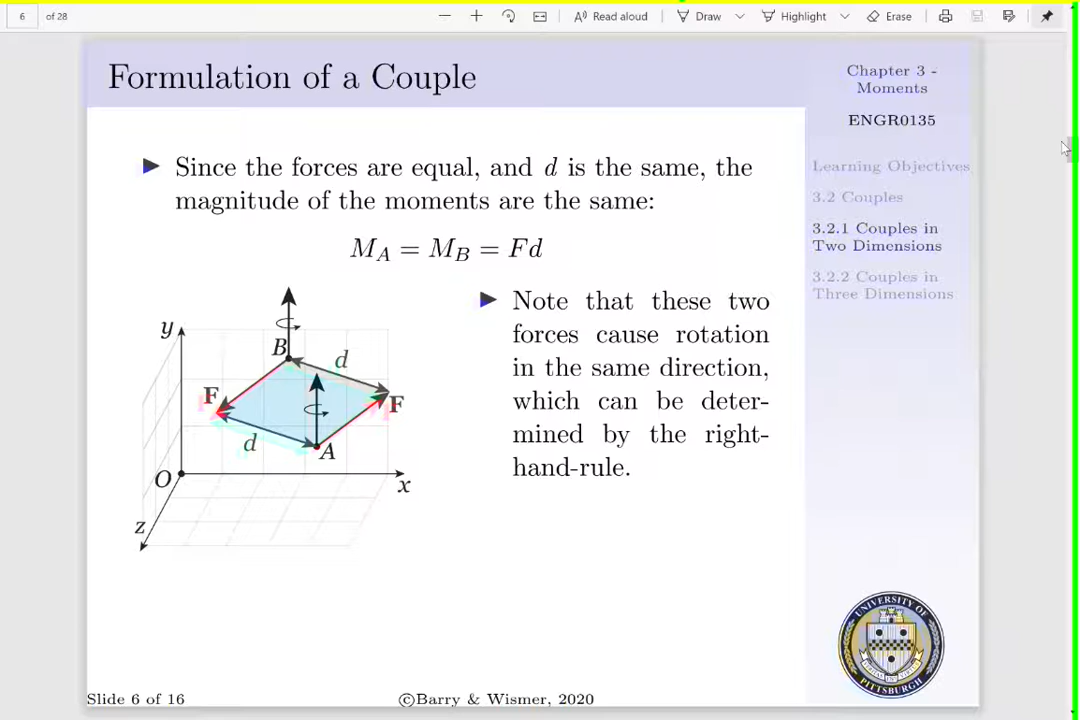 6 of 28
Read aloud
Draw
Highlight
Erase
Formulation of a Couple
Since the forces are equal, and d is the same, the
magnitude of the moments are the same:
M_A = M_B = Fd
Note that these two
forces cause rotation
in the same direction,
which can be deter-
mined by the right-
hand-rule.
y
B
d
F
F
d
A
O
x
z
Chapter 3 -
Moments
ENGR0135
Learning Objectives
3.2 Couples
3.2.1 Couples in
Two Dimensions
3.2.2 Couples in
Three Dimensions
UNIVERSITY OF
PITTSBURGH
Slide 6 of 16
©Barry & Wismer, 2020